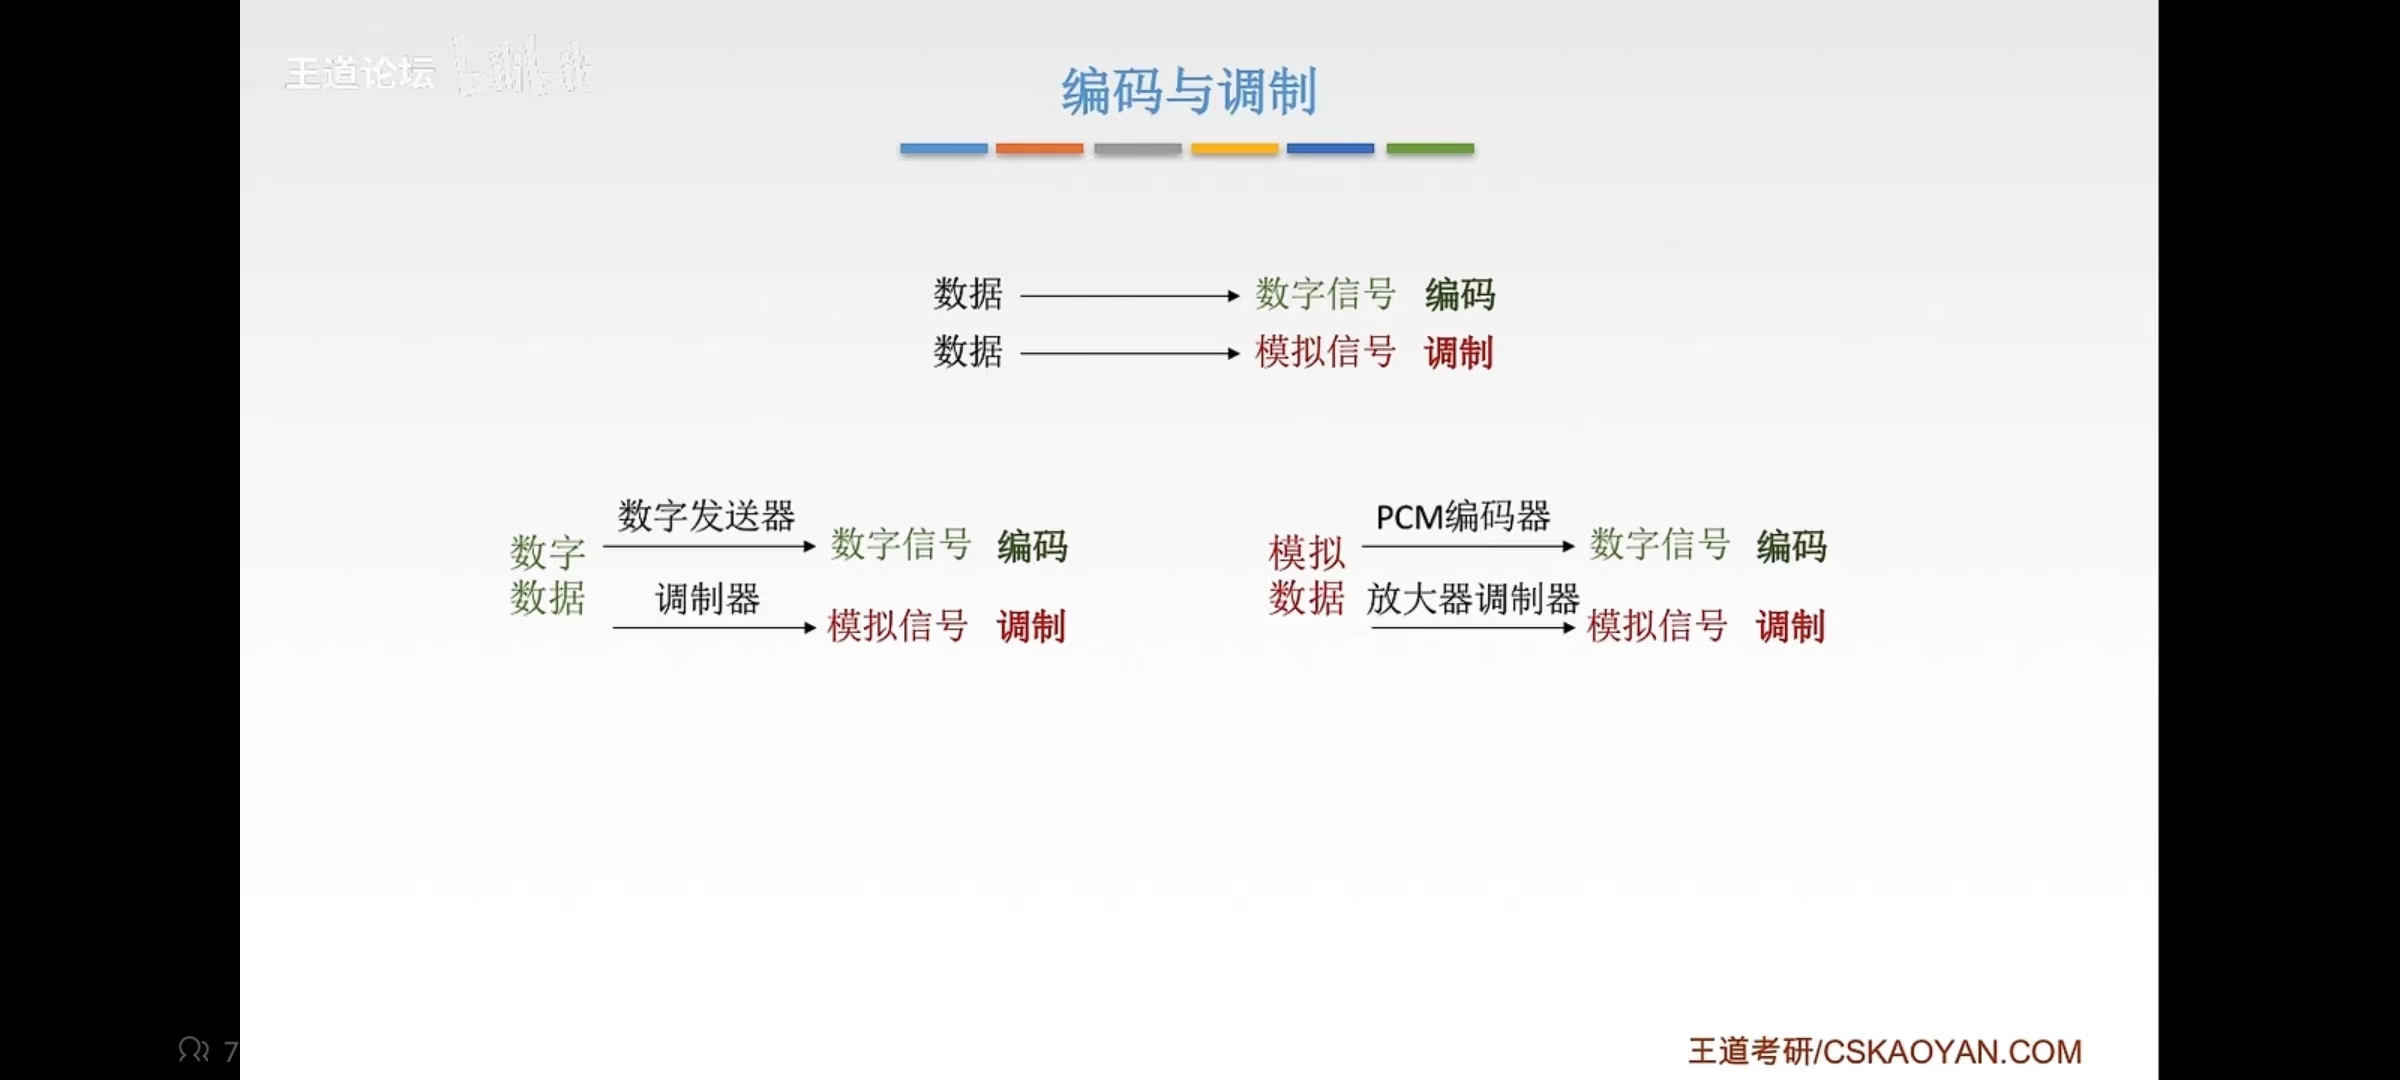 王道论坛 bilibili
编码与调制
数据 数字信号 编码
数据 模拟信号 调制
数字数据 数字发送器 数字信号 编码
调制器 模拟信号 调制
模拟数据 PCM编码器 数字信号 编码
放大器调制器 模拟信号 调制
7
王道考研/CSKAOYAN.COM